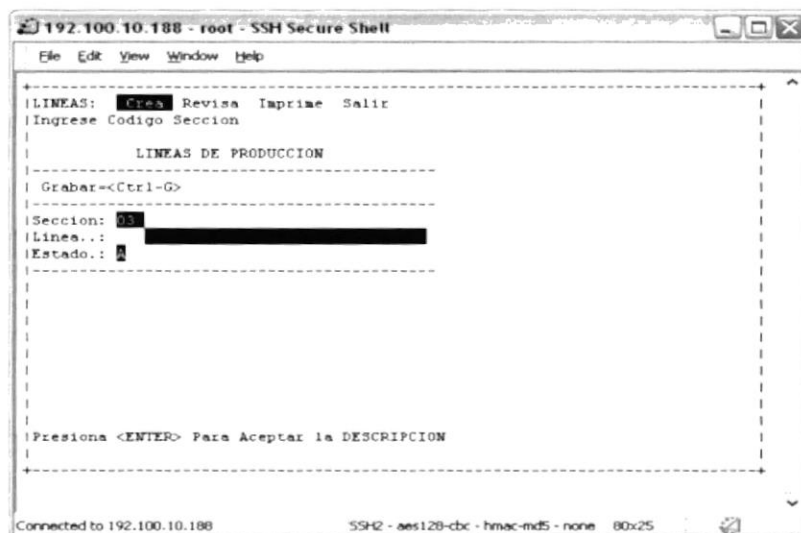 192.100.10.188 - root - SSH Secure Shell
File Edit View Window Help
LINEAS: Crea Revisa Imprime Salir
Ingrese Codigo Seccion
LINEAS DE PRODUCCION
Grabar=<Ctrl-G>
Seccion: 03
Linea..:
Estado.: A
Presiona <ENTER> Para Aceptar la DESCRIPCION
Connected to 192.100.10.188 SSH2 - aes128-cbc - hmac-md5 - none 80x25